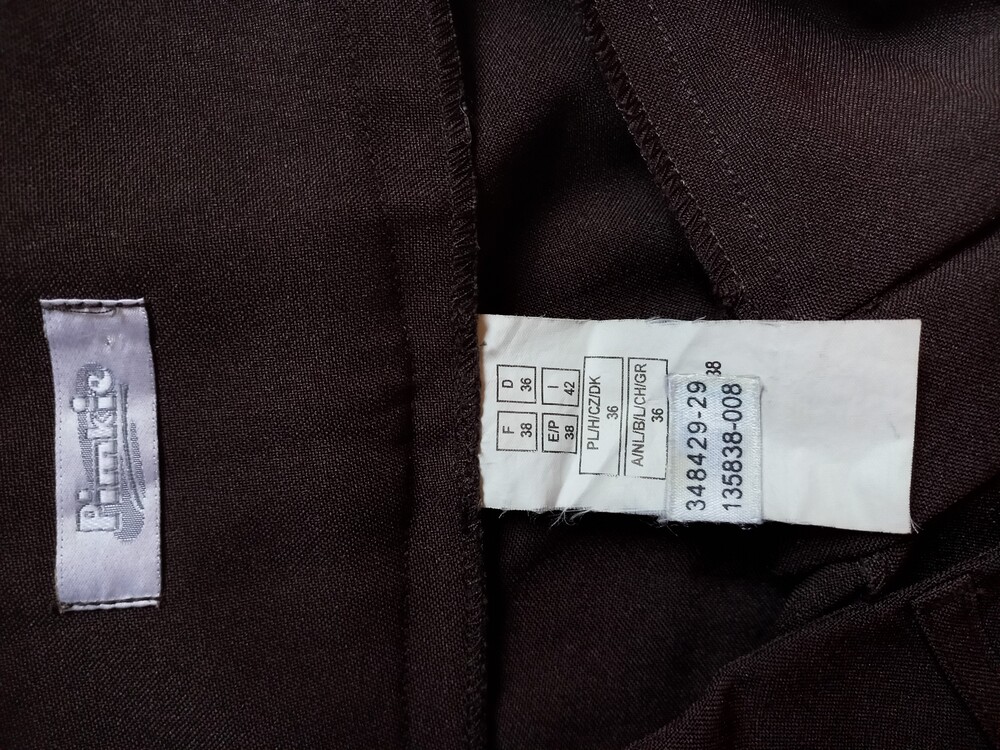 Pimkie
F D
38 36
E/P I
38 42
PL/H/CZ/DK
36
A/NL/B/L/CH/GR
36
348429-29
38
135838-008